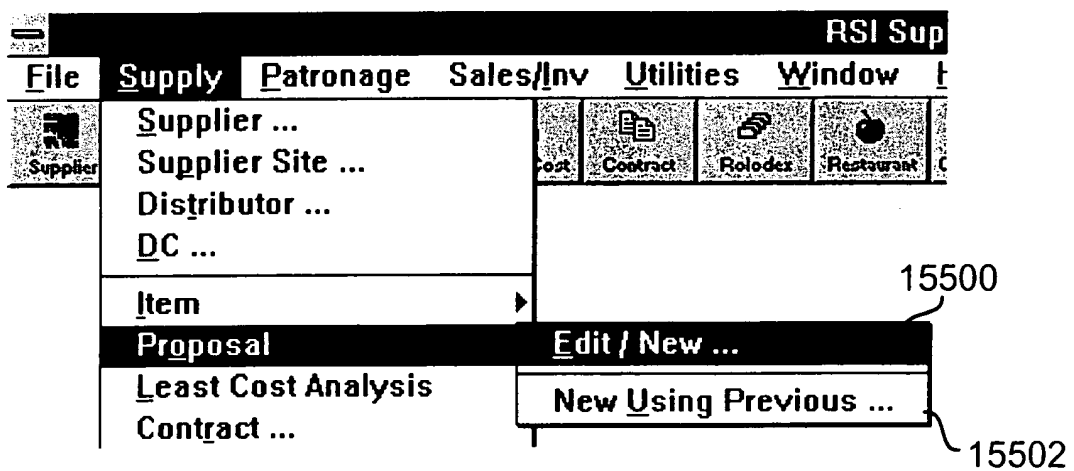 RSI Sup
File Supply Patronage Sales/Inv Utilities Window
Supplier Cost Contract Rolodex Restaurant
Supplier ...
Supplier Site ...
Distributor ...
DC ...
Item
Proposal
Least Cost Analysis
Contract ...
Edit / New ...
New Using Previous ...
15500
15502